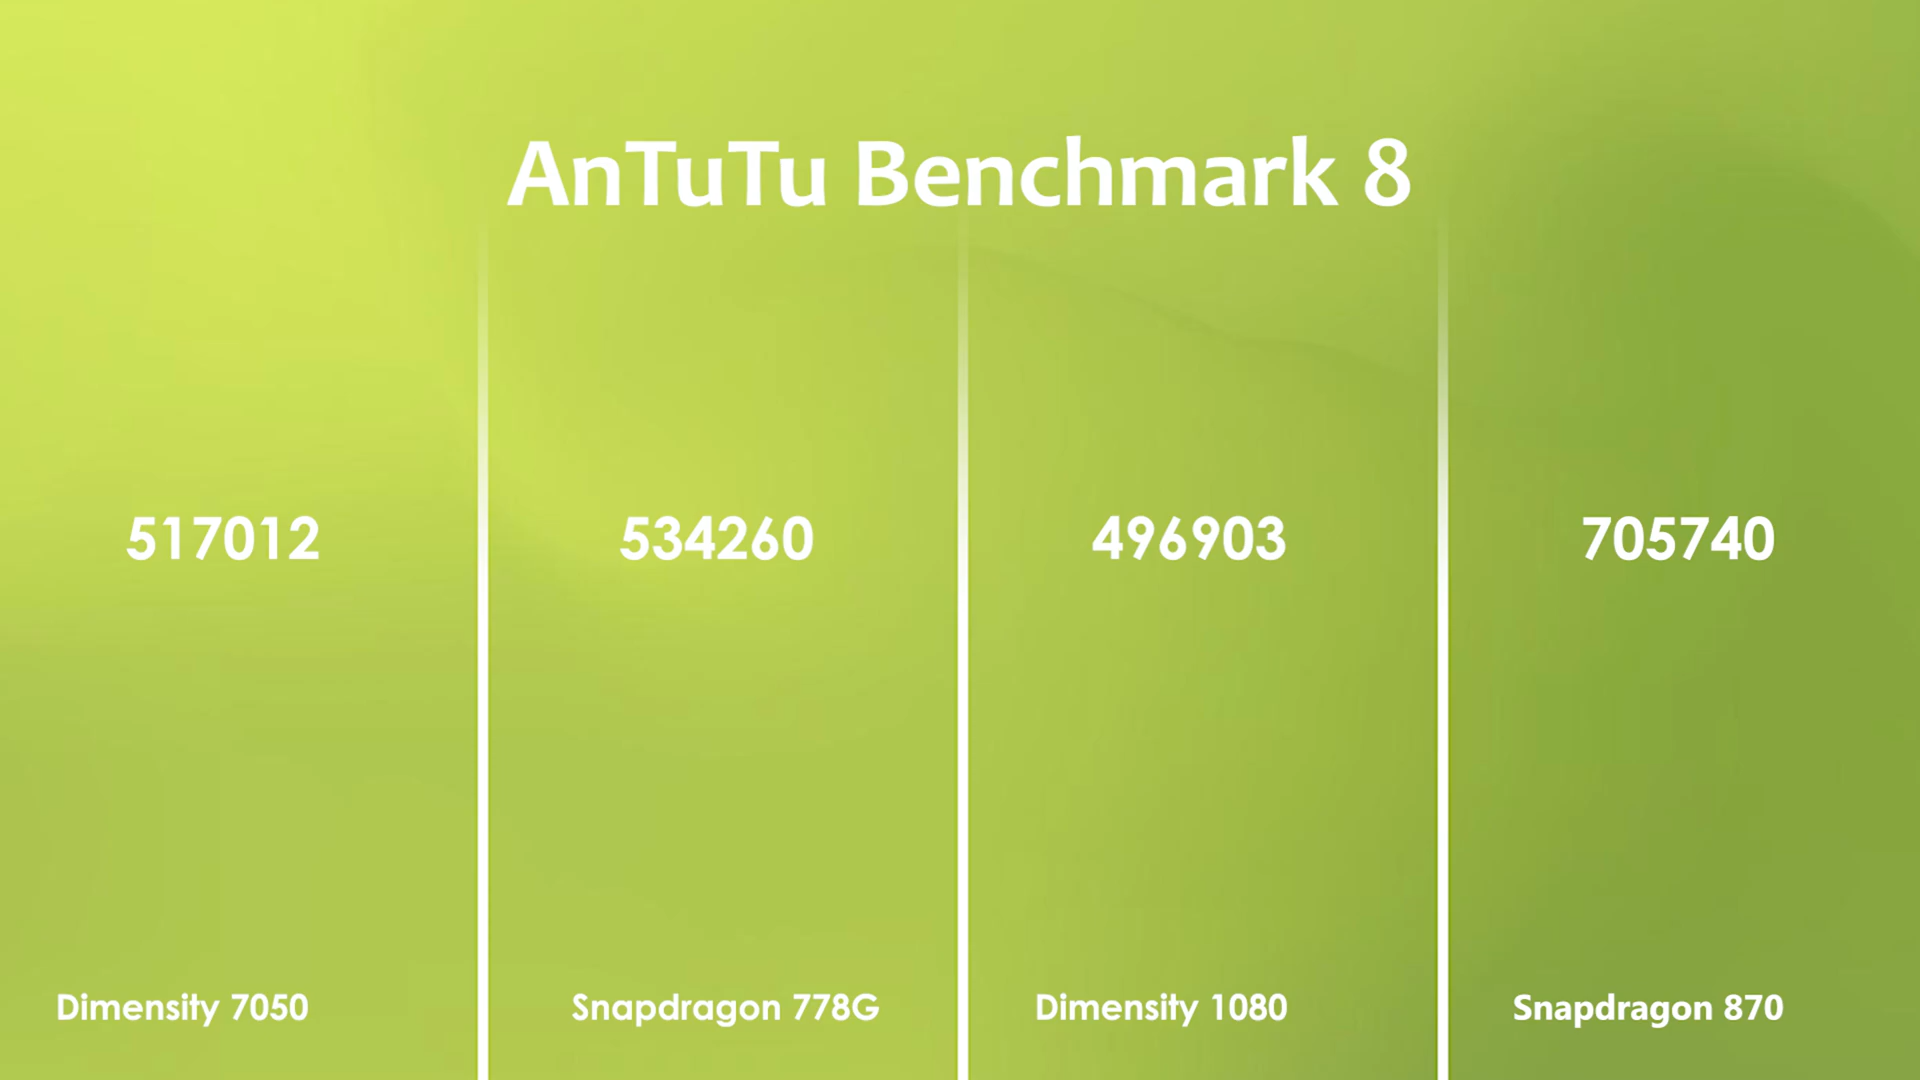 AnTuTu Benchmark 8
517012
534260
496903
705740
Dimensity 7050
Snapdragon 778G
Dimensity 1080
Snapdragon 870